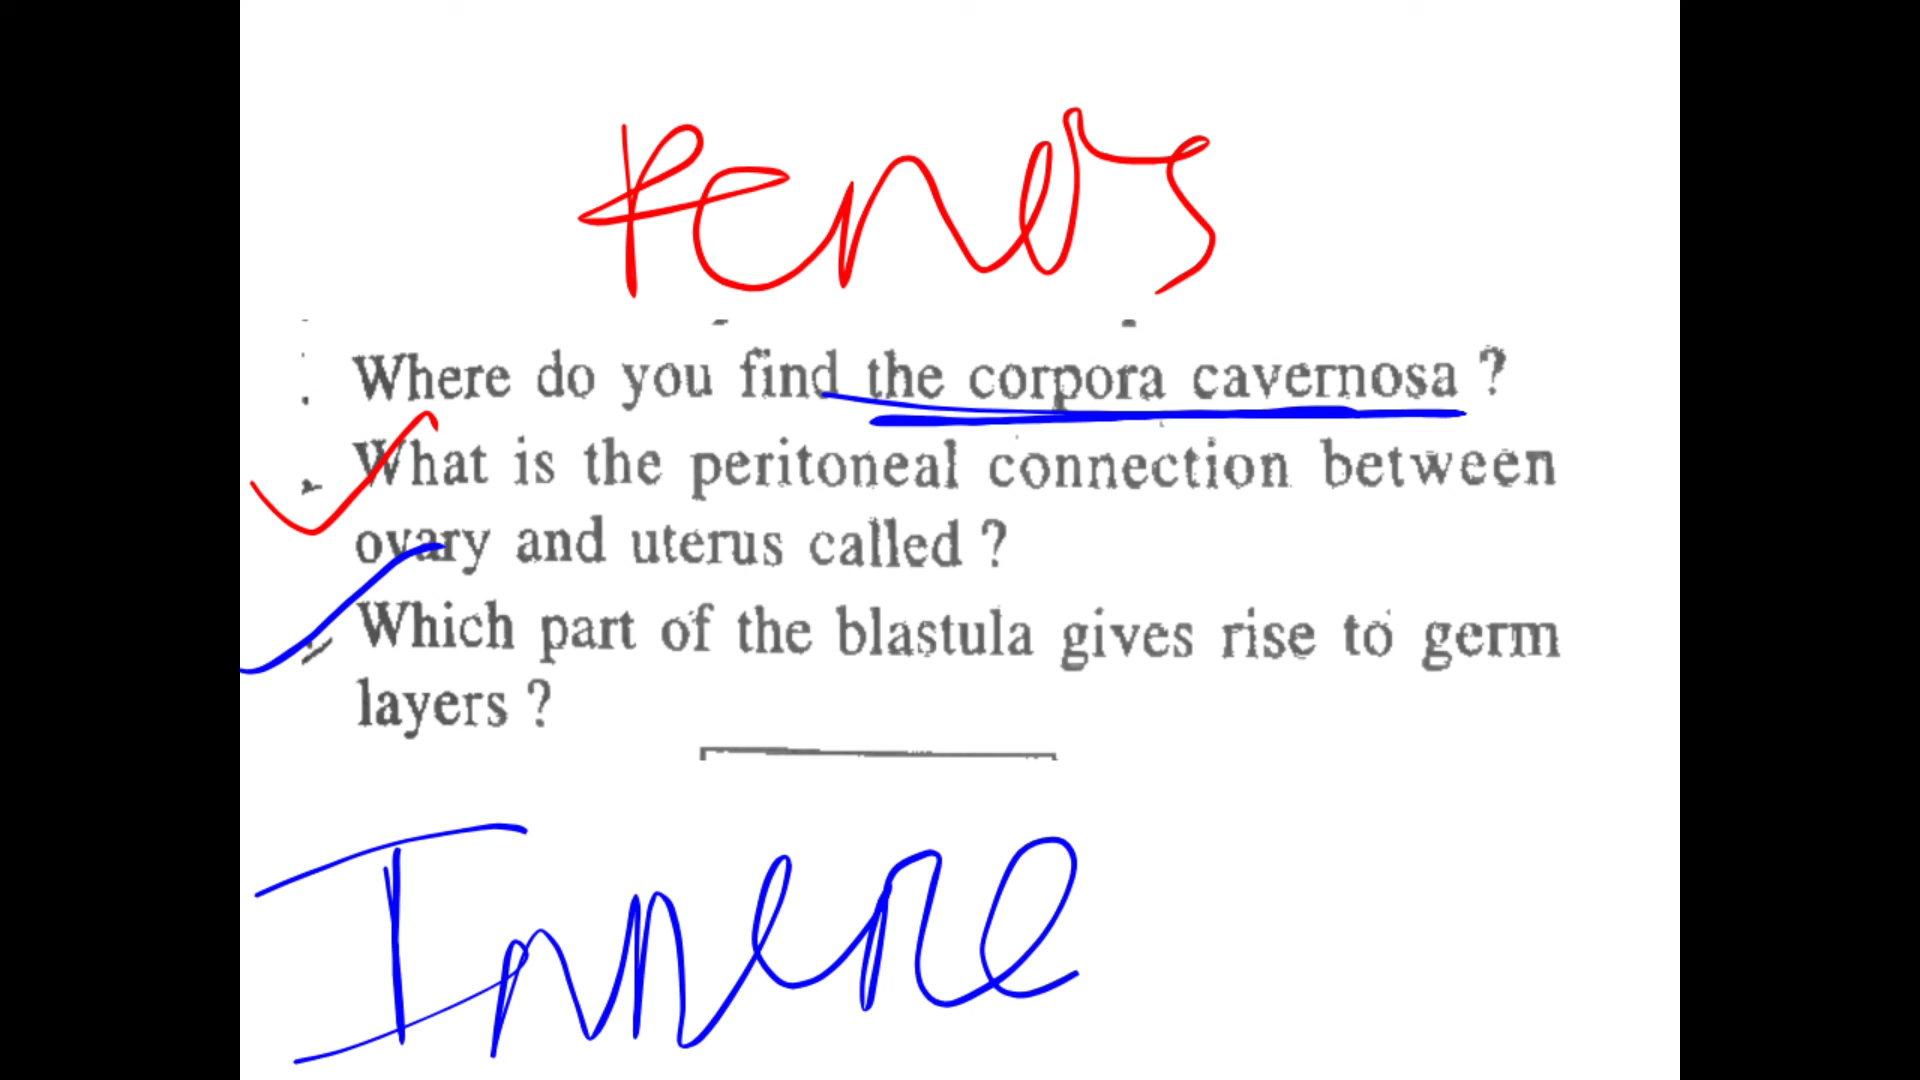 Penis
Where do you find the corpora cavernosa ?
What is the peritoneal connection between
ovary and uterus called ?
Which part of the blastula gives rise to germ
layers ?